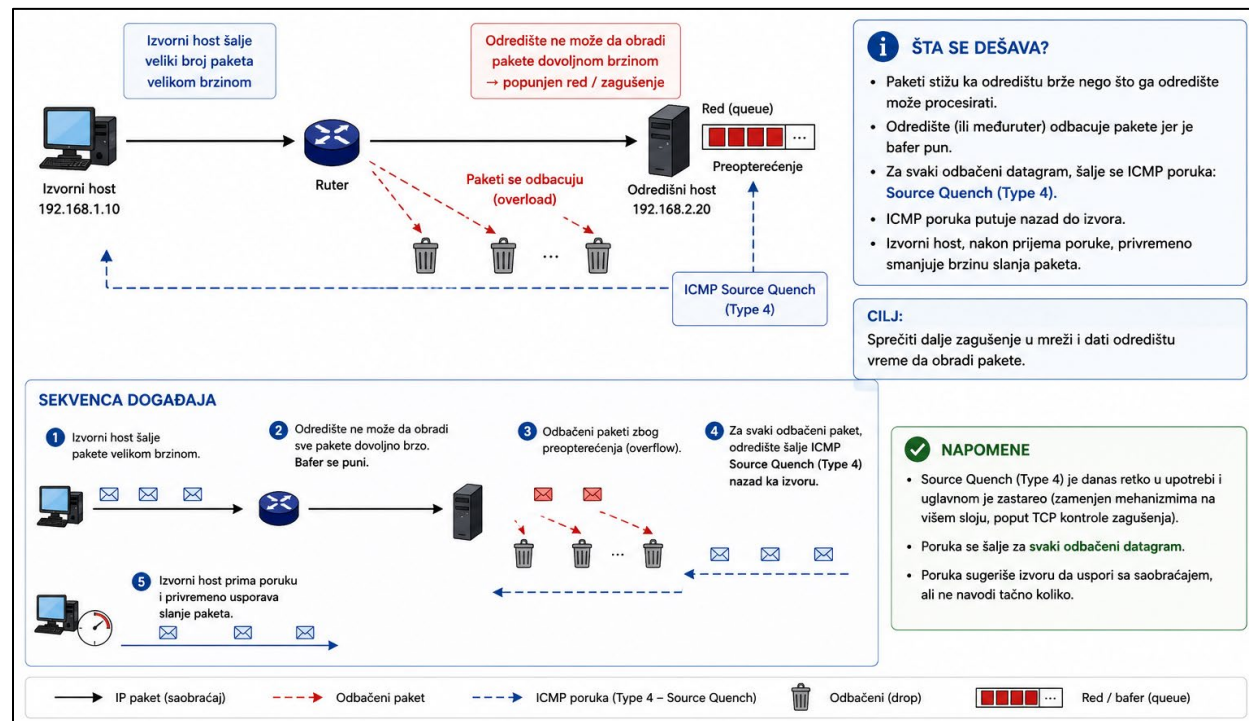 Izvorni host šalje
veliki broj paketa
velikom brzinom
Odredište ne može da obradi
pakete dovoljnom brzinom
→ popunjen red / zagušenje
Izvorni host
192.168.1.10
Ruter
Paketi se odbacuju
(overload)
...
Odredišni host
192.168.2.20
Red (queue)
...
Preopterećenje
ICMP Source Quench
(Type 4)
i ŠTA SE DEŠAVA?
• Paketi stižu ka odredištu brže nego što ga odredište
može procesirati.
• Odredište (ili međuruter) odbacuje pakete jer je
bafer pun.
• Za svaki odbačeni datagram, šalje se ICMP poruka:
Source Quench (Type 4).
• ICMP poruka putuje nazad do izvora.
• Izvorni host, nakon prijema poruke, privremeno
smanjuje brzinu slanja paketa.
CILJ:
Sprečiti dalje zagušenje u mreži i dati odredištu
vreme da obradi pakete.
SEKVENCA DOGAĐAJA
1 Izvorni host šalje
pakete velikom brzinom.
2 Odredište ne može da obradi
sve pakete dovoljno brzo.
Bafer se puni.
3 Odbačeni paketi zbog
preopterećenja (overflow).
...
4 Za svaki odbačeni paket,
odredište šalje ICMP
Source Quench (Type 4)
nazad ka izvoru.
5 Izvorni host prima poruku
i privremeno usporava
slanje paketa.
NAPOMENE
• Source Quench (Type 4) je danas retko u upotrebi i
uglavnom je zastareo (zamenjen mehanizmima na
višem sloju, poput TCP kontrole zagušenja).
• Poruka se šalje za svaki odbačeni datagram.
• Poruka sugeriše izvoru da uspori sa saobraćajem,
ali ne navodi tačno koliko.
IP paket (saobraćaj)
Odbačeni paket
ICMP poruka (Type 4 – Source Quench)
Odbačeni (drop)
...
Red / bafer (queue)